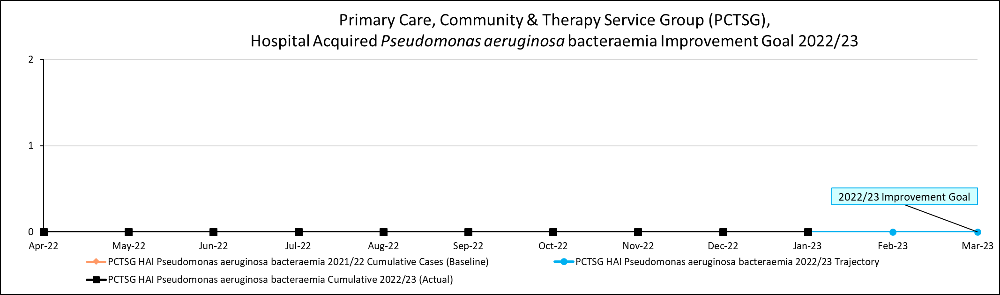 Primary Care, Community & Therapy Service Group (PCTSG),
Hospital Acquired Pseudomonas aeruginosa bacteraemia Improvement Goal 2022/23
2
1
2022/23 Improvement Goal
0
Apr-22 May-22 Jun-22 Jul-22 Aug-22 Sep-22 Oct-22 Nov-22 Dec-22 Jan-23 Feb-23 Mar-23
PCTSG HAI Pseudomonas aeruginosa bacteraemia 2021/22 Cumulative Cases (Baseline) PCTSG HAI Pseudomonas aeruginosa bacteraemia 2022/23 Trajectory
PCTSG HAI Pseudomonas aeruginosa bacteraemia Cumulative 2022/23 (Actual)